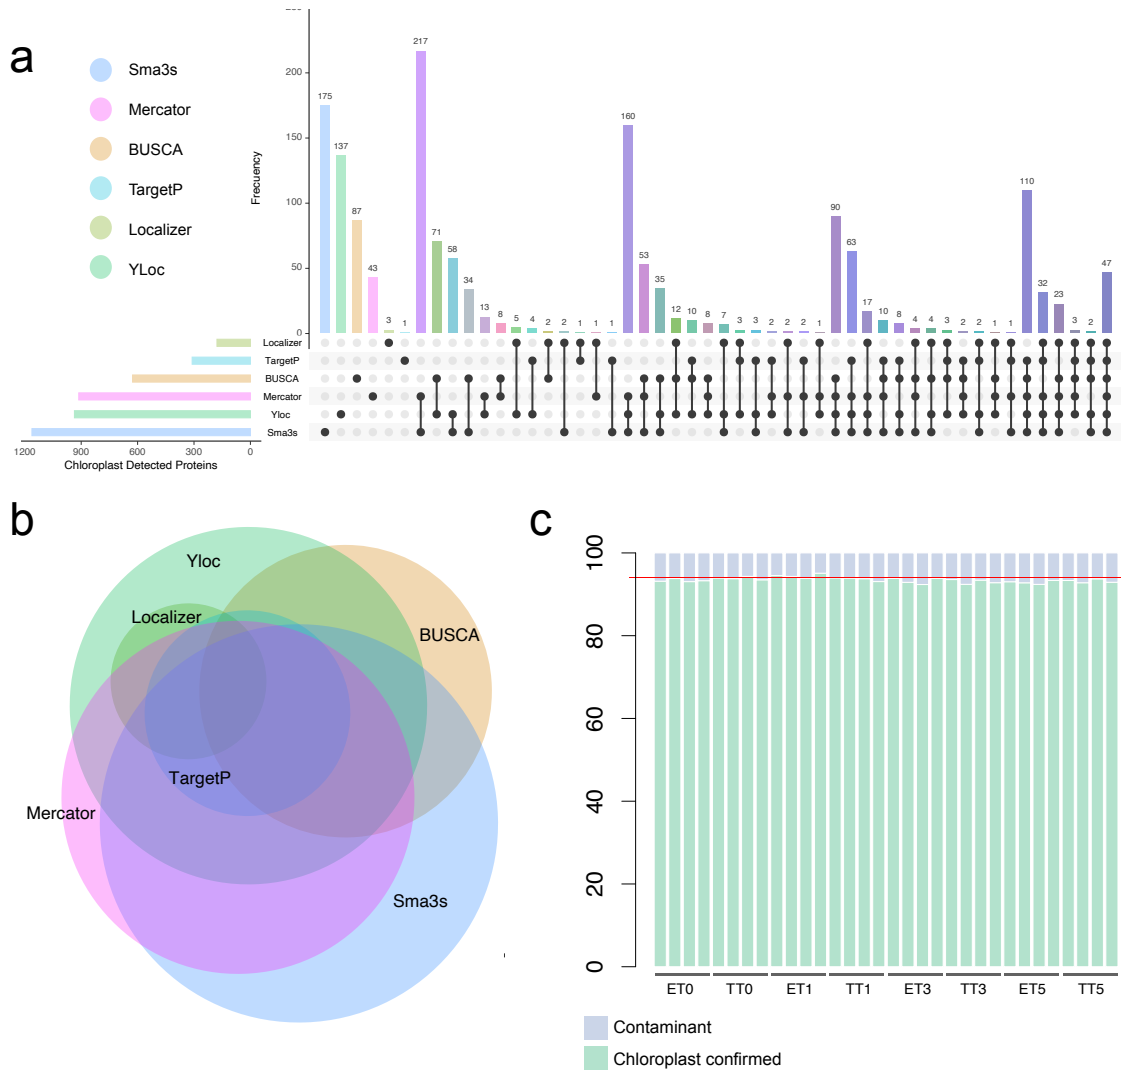 a
Sma3s
Mercator
BUSCA
TargetP
Localizer
YLoc
Frecuency
200
150
100
50
0
175 137 87 43 3 1 217 71 58 34 13 8 5 4 2 2 1 1 1 160 53 35 12 10 8 7 3 3 2 2 2 1 90 63 17 10 8 4 4 3 2 2 1 1 110 32 23 3 2 47
Localizer
TargetP
BUSCA
Mercator
Yloc
Sma3s
1200 900 600 300 0
Chloroplast Detected Proteins
b
Yloc
Localizer
BUSCA
TargetP
Mercator
Sma3s
c
100
80
60
40
20
0
ET0 TT0 ET1 TT1 ET3 TT3 ET5 TT5
Contaminant
Chloroplast confirmed